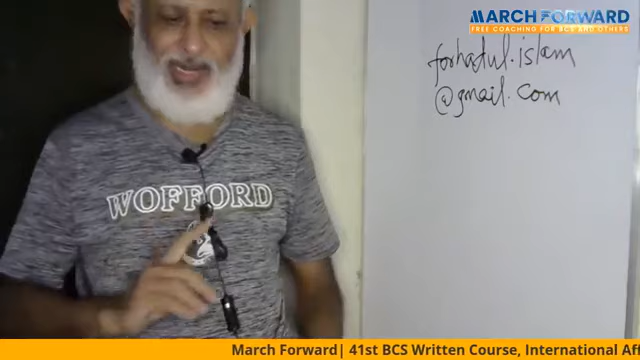 MARCH FORWARD
FREE COACHING FOR BCS AND OTHERS
forhadul.islam
@gmail.com
WOFFORD
March Forward| 41st BCS Written Course, International Af